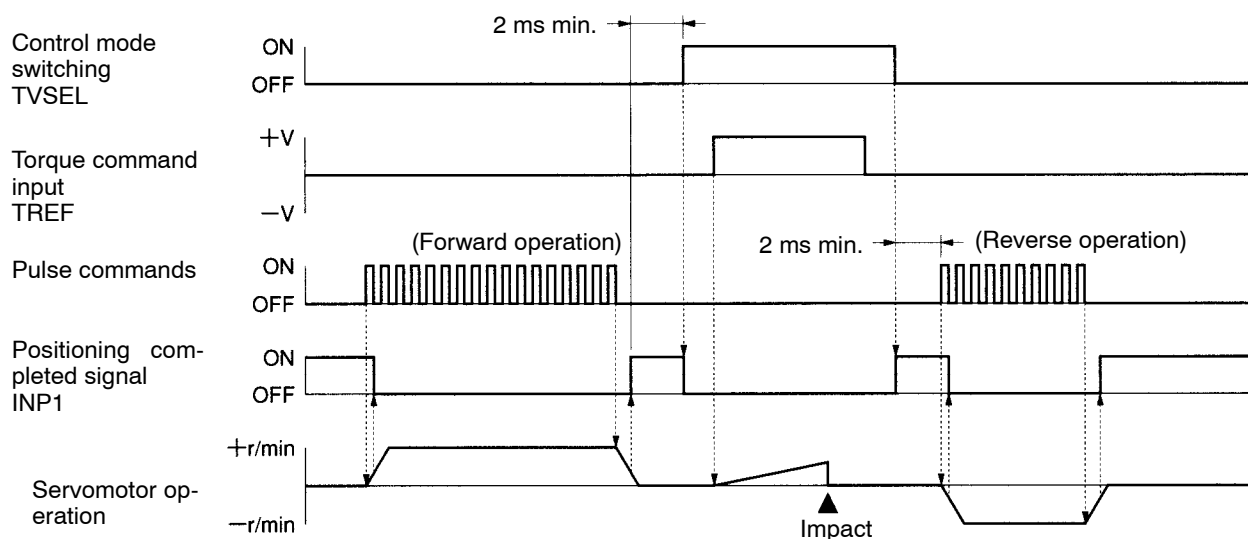 2 ms min.
Control mode
switching
TVSEL
ON
OFF
Torque command
input
TREF
+V
−V
(Forward operation)
2 ms min.
(Reverse operation)
Pulse commands
ON
OFF
Positioning com-
pleted signal
INP1
ON
OFF
+r/min
Servomotor op-
eration
−r/min
Impact